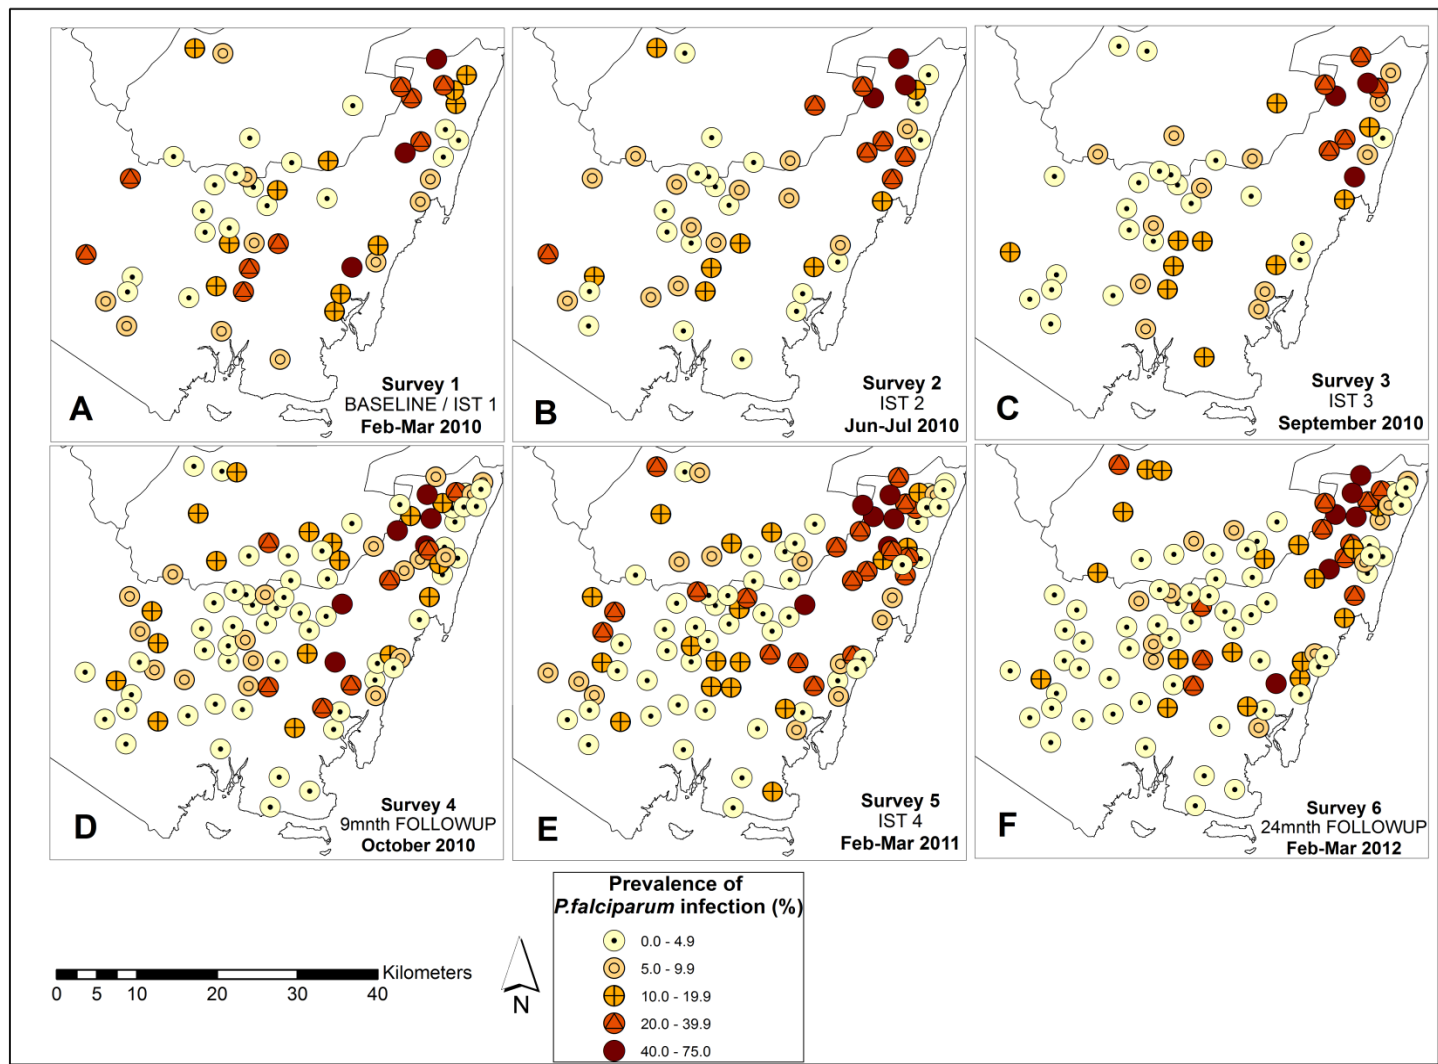 A
Survey 1
BASELINE / IST 1
Feb-Mar 2010
B
Survey 2
IST 2
Jun-Jul 2010
C
Survey 3
IST 3
September 2010
D
Survey 4
9mnth FOLLOWUP
October 2010
E
Survey 5
IST 4
Feb-Mar 2011
F
Survey 6
24mnth FOLLOWUP
Feb-Mar 2012
Prevalence of
P.falciparum infection (%)
0.0 - 4.9
5.0 - 9.9
10.0 - 19.9
20.0 - 39.9
40.0 - 75.0
Kilometers
0 5 10 20 30 40
N